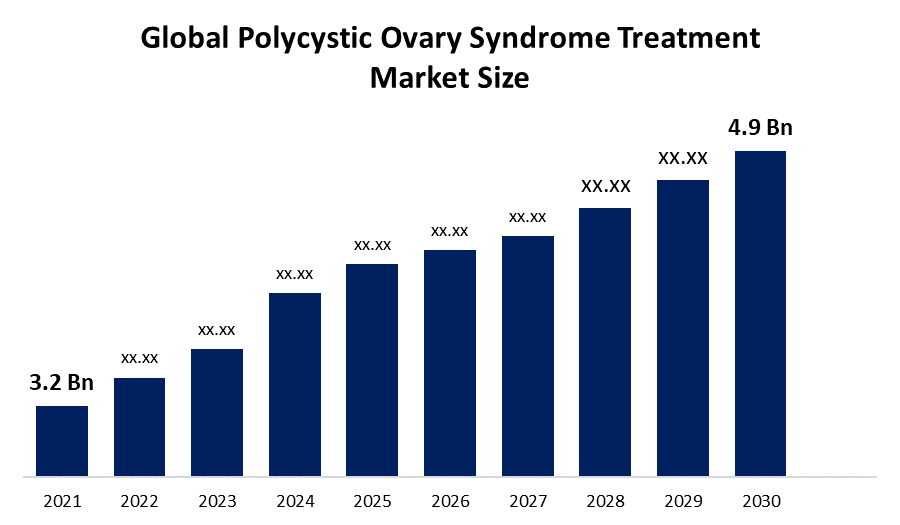 Global Polycystic Ovary Syndrome Treatment
Market Size
4.9 Bn
xx.xx
xx.xx
xx.xx
xx.xx
xx.xx
xx.xx
xx.xx
xx.xx
3.2 Bn
2021 2022 2023 2024 2025 2026 2027 2028 2029 2030